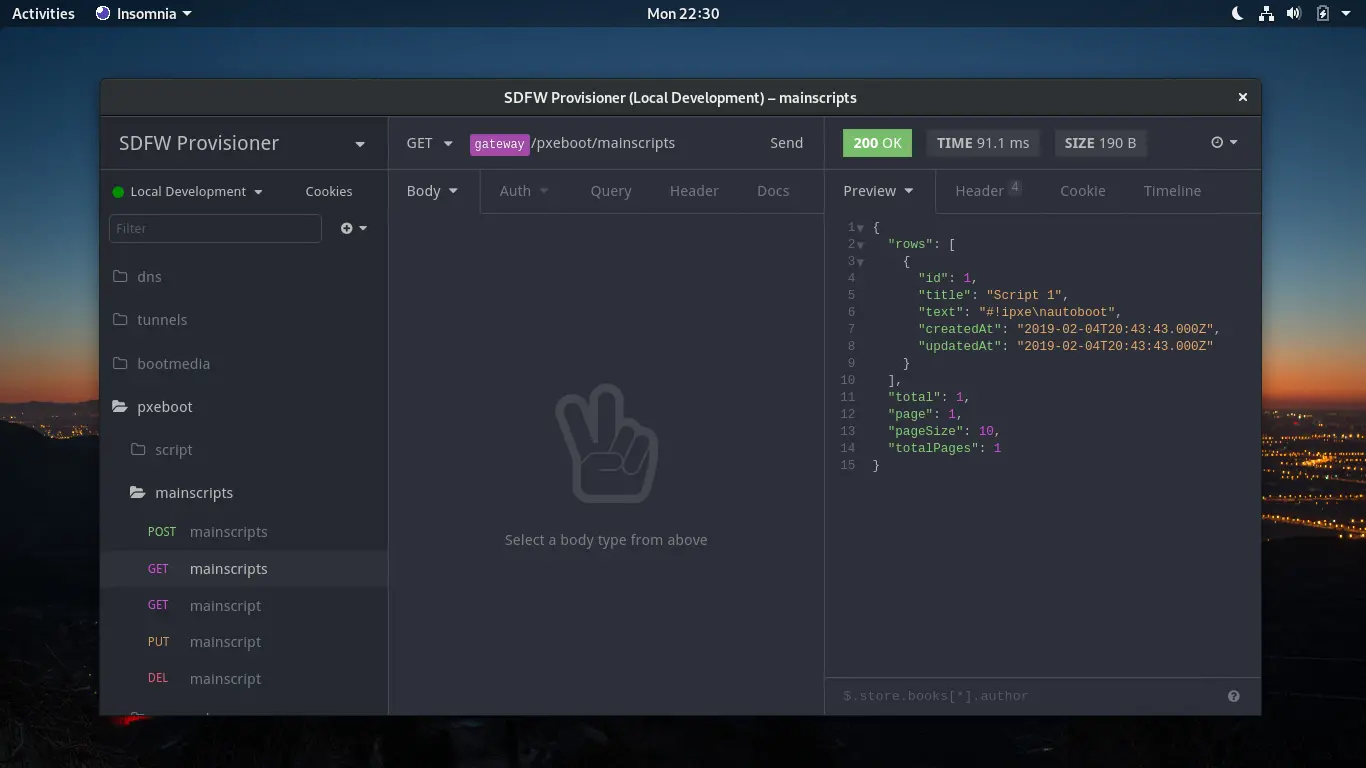 Activities Insomnia Mon 22:30
SDFW Provisioner (Local Development) – mainscripts
SDFW Provisioner
GET gateway/pxeboot/mainscripts Send
200 OK TIME 91.1 ms SIZE 190 B
Local Development Cookies
Body Auth Query Header Docs
Preview Header 4 Cookie Timeline
Filter
dns
tunnels
bootmedia
pxeboot
script
mainscripts
POST mainscripts
GET mainscripts
GET mainscript
PUT mainscript
DEL mainscript
Select a body type from above
1 {
2 "rows": [
3 {
4 "id": 1,
5 "title": "Script 1",
6 "text": "#!ipxe\nautoboot",
7 "createdAt": "2019-02-04T20:43:43.000Z",
8 "updatedAt": "2019-02-04T20:43:43.000Z"
9 }
10 ],
11 "total": 1,
12 "page": 1,
13 "pageSize": 10,
14 "totalPages": 1
15 }
$.store.books[*].author